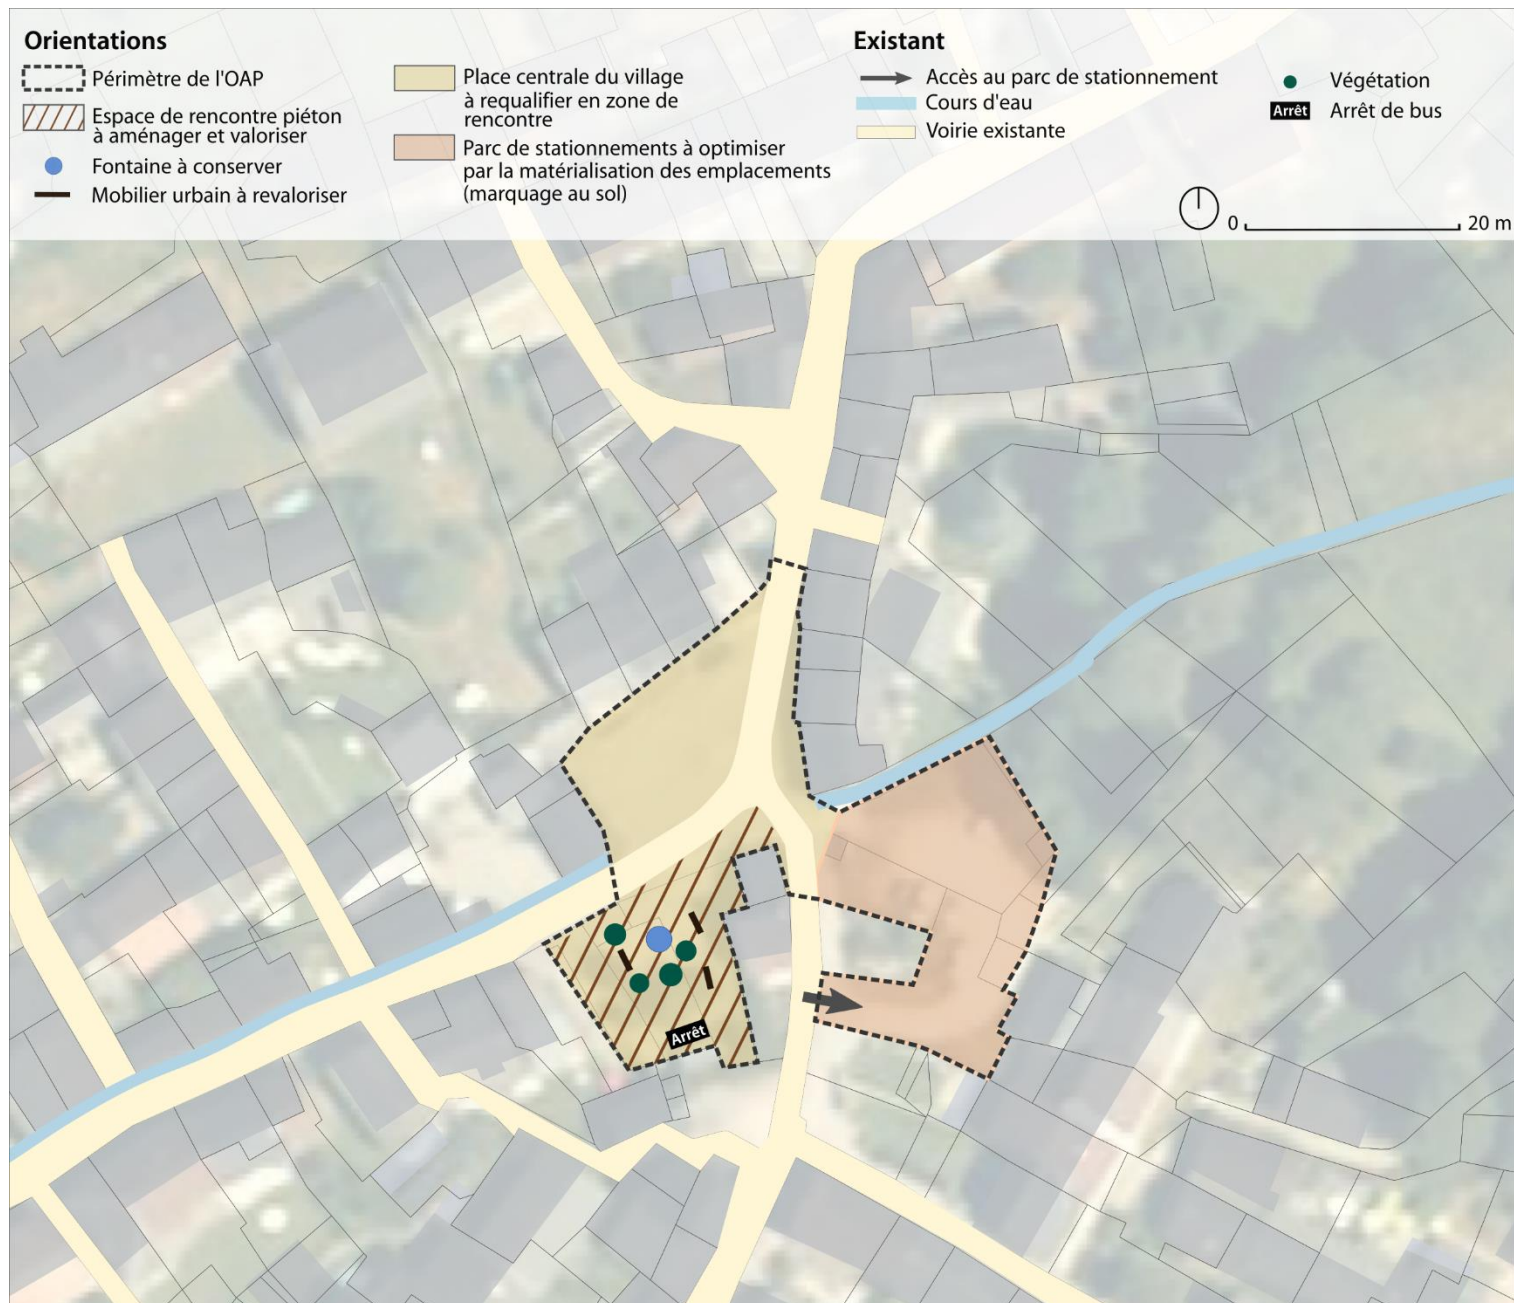 Orientations
Périmètre de l'OAP
Espace de rencontre piéton
à aménager et valoriser
Fontaine à conserver
Mobilier urbain à revaloriser
Place centrale du village
à requalifier en zone de
rencontre
Parc de stationnements à optimiser
par la matérialisation des emplacements
(marquage au sol)
Existant
Accès au parc de stationnement
Cours d'eau
Voirie existante
Végétation
Arrêt Arrêt de bus
0 20 m
Arrêt